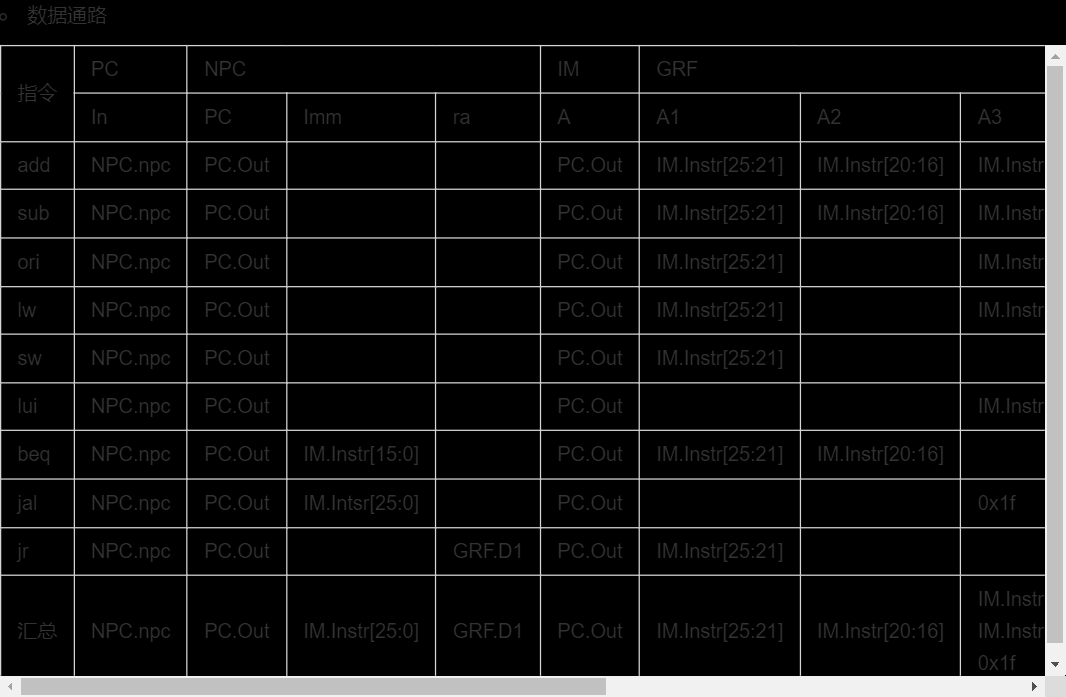 数据通路
指令 PC NPC IM GRF
In PC Imm ra A A1 A2 A3
add NPC.npc PC.Out PC.Out IM.Instr[25:21] IM.Instr[20:16] IM.Instr
sub NPC.npc PC.Out PC.Out IM.Instr[25:21] IM.Instr[20:16] IM.Instr
ori NPC.npc PC.Out PC.Out IM.Instr[25:21] IM.Instr
lw NPC.npc PC.Out PC.Out IM.Instr[25:21] IM.Instr
sw NPC.npc PC.Out PC.Out IM.Instr[25:21]
lui NPC.npc PC.Out PC.Out IM.Instr
beq NPC.npc PC.Out IM.Instr[15:0] PC.Out IM.Instr[25:21] IM.Instr[20:16]
jal NPC.npc PC.Out IM.Intsr[25:0] PC.Out 0x1f
jr NPC.npc PC.Out GRF.D1 PC.Out IM.Instr[25:21]
汇总 NPC.npc PC.Out IM.Instr[25:0] GRF.D1 PC.Out IM.Instr[25:21] IM.Instr[20:16] IM.Instr
IM.Instr
0x1f